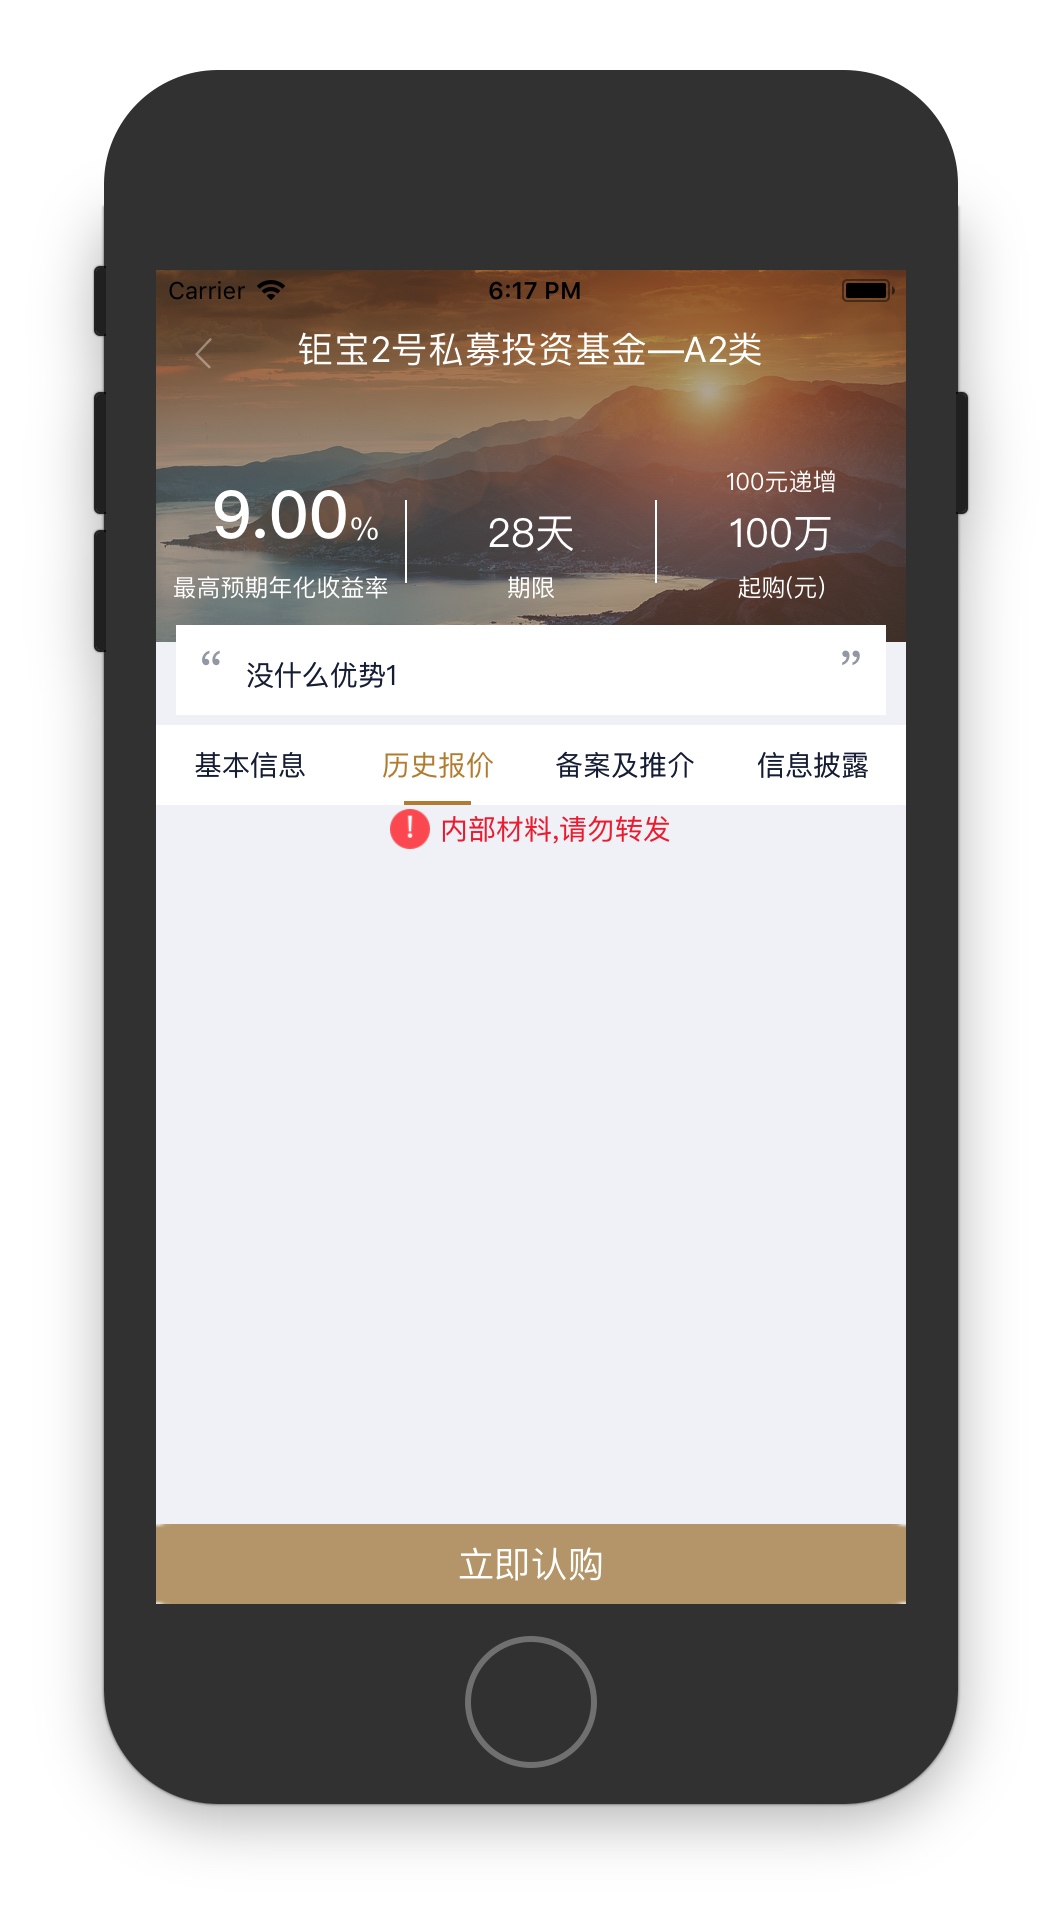 Carrier 6:17 PM
钜宝2号私募投资基金—A2类
100元递增
9.00% 28天 100万
最高预期年化收益率 期限 起购(元)
“ 没什么优势1 ”
基本信息 历史报价 备案及推介 信息披露
! 内部材料,请勿转发
立即认购